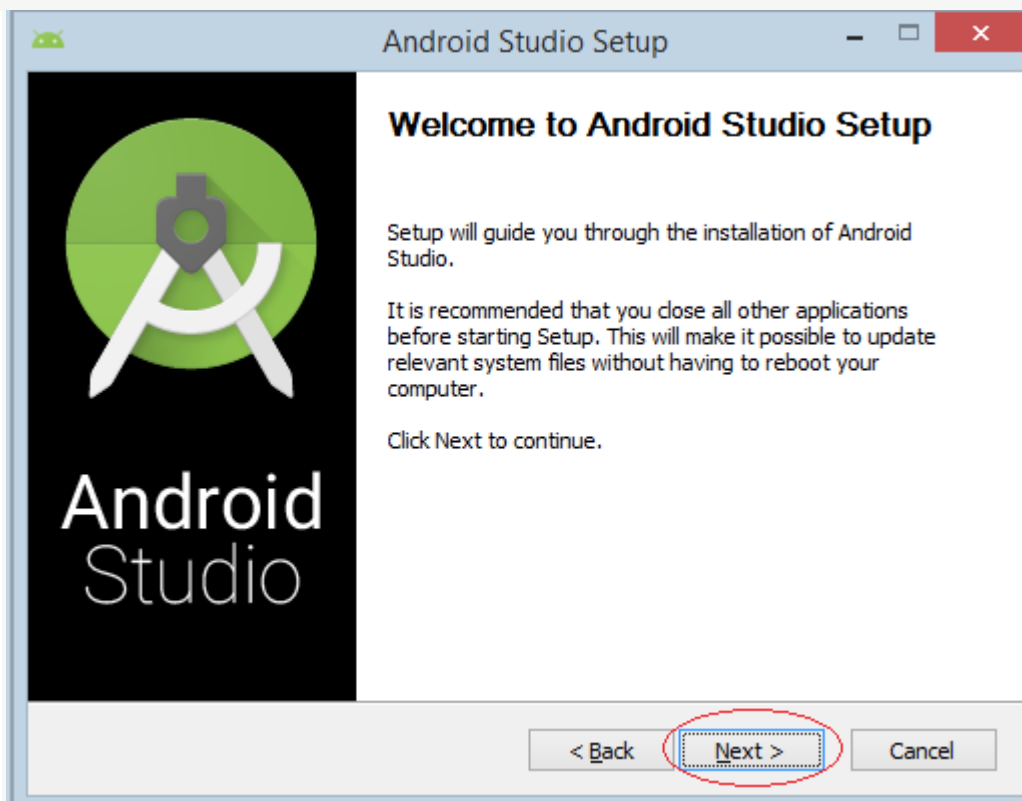 Android Studio Setup
Welcome to Android Studio Setup
Setup will guide you through the installation of Android
Studio.
It is recommended that you close all other applications
before starting Setup. This will make it possible to update
relevant system files without having to reboot your
computer.
Click Next to continue.
Android
Studio
< Back
Next >
Cancel